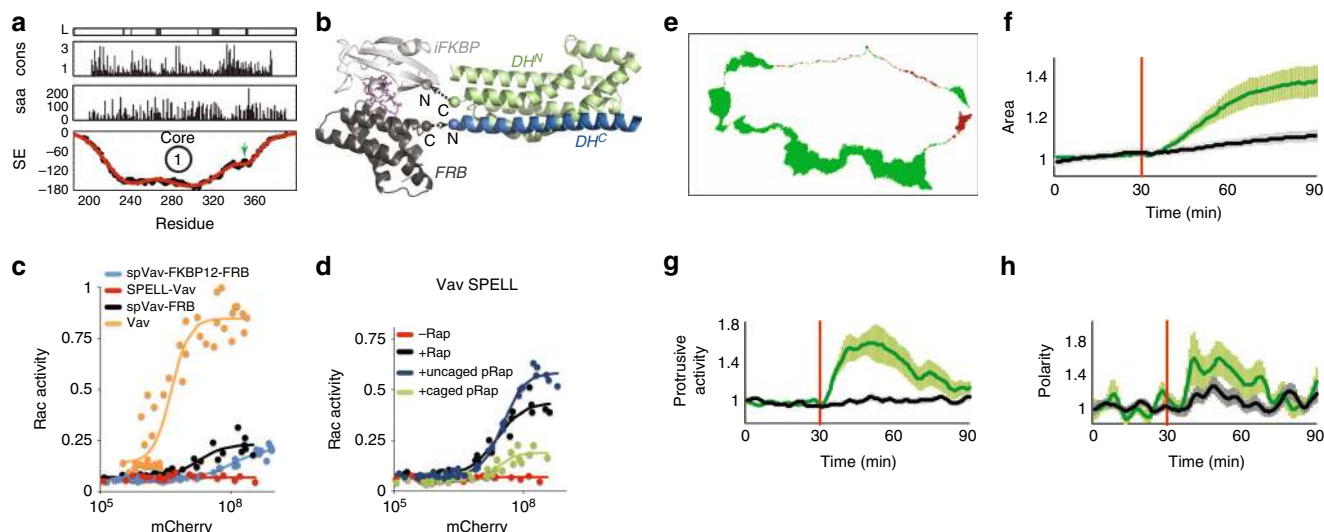 a
L
cons
3
1
saa
200
100
0
SE
0
−60
−120
−180
Core
1
200 240 280 320 360
Residue
b
iFKBP
DH^N
N
C
C
N
DH^C
FRB
c
spVav-FKBP12-FRB
SPELL-Vav
spVav-FRB
Vav
Rac activity
1
0.75
0.5
0.25
0
10^5 10^8
mCherry
d
Vav SPELL
–Rap
+Rap
+uncaged pRap
+caged pRap
Rac activity
0.75
0.5
0.25
0
10^5 10^8
mCherry
e
f
Area
1.4
1.2
1
0 30 60 90
Time (min)
g
Protrusive
activity
1.8
1.4
1
0 30 60 90
Time (min)
h
Polarity
1.8
1.4
1
0 30 60 90
Time (min)